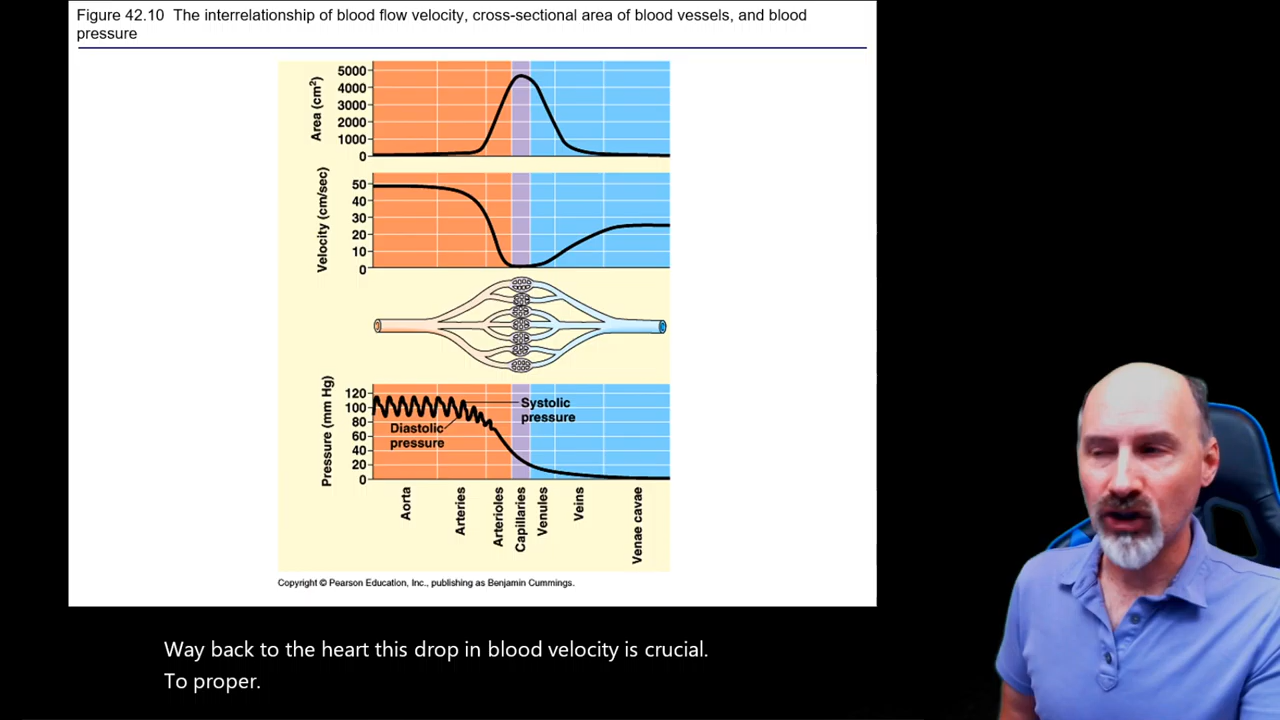 Figure 42.10  The interrelationship of blood flow velocity, cross-sectional area of blood vessels, and blood
pressure
Area (cm²)
5000
4000
3000
2000
1000
0
Velocity (cm/sec)
50
40
30
20
10
0
Pressure (mm Hg)
120
100
80
60
40
20
0
Systolic
pressure
Diastolic
pressure
Aorta
Arteries
Arterioles
Capillaries
Venules
Veins
Venae cavae
Copyright © Pearson Education, Inc., publishing as Benjamin Cummings.
Way back to the heart this drop in blood velocity is crucial.
To proper.